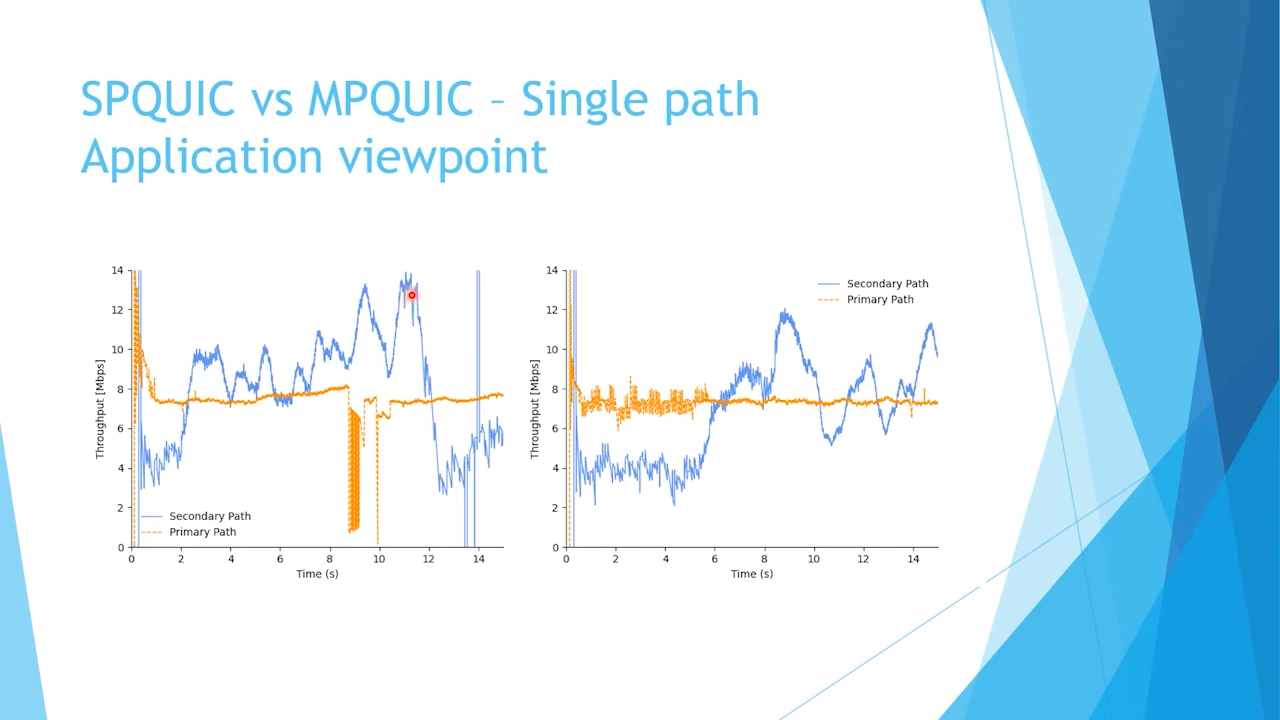 SPQUIC vs MPQUIC – Single path
Application viewpoint
14
12
10
8
6
4
2
0
Throughput [Mbps]
Secondary Path
Primary Path
0 2 4 6 8 10 12 14
Time (s)
14
12
10
8
6
4
2
0
Throughput [Mbps]
Secondary Path
Primary Path
0 2 4 6 8 10 12 14
Time (s)